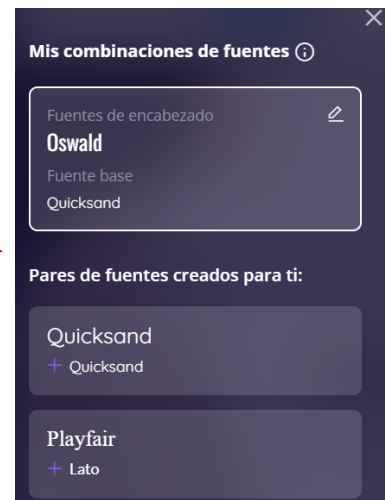 Mis combinaciones de fuentes
Fuentes de encabezado
Oswald
Fuente base
Quicksand
Pares de fuentes creados para ti:
Quicksand
+ Quicksand
Playfair
+ Lato